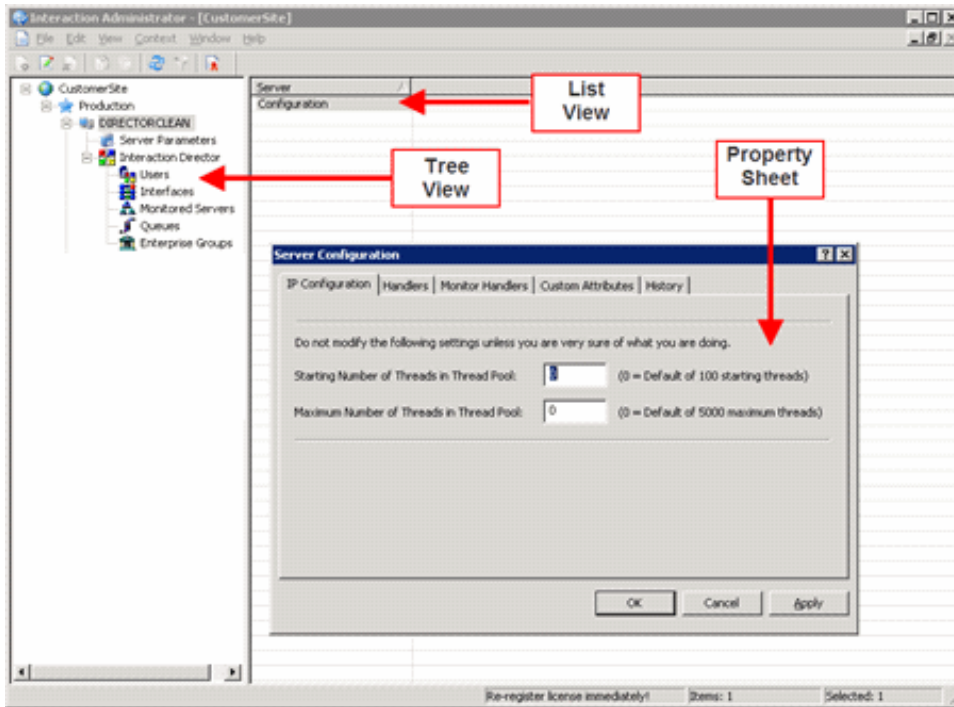 Interaction Administrator - [CustomerSite]
File Edit View Context Window Help
CustomerSite
Production
DIRECTORCLEAN
Server Parameters
Interaction Director
Users
Interfaces
Monitored Servers
Queues
Enterprise Groups
Server
Configuration
List
View
Tree
View
Property
Sheet
Server Configuration
IP Configuration Handlers Monitor Handlers Custom Attributes History
Do not modify the following settings unless you are very sure of what you are doing.
Starting Number of Threads in Thread Pool: 0 (0 = Default of 100 starting threads)
Maximum Number of Threads in Thread Pool: 0 (0 = Default of 5000 maximum threads)
OK Cancel Apply
Re-register license immediately! Items: 1 Selected: 1